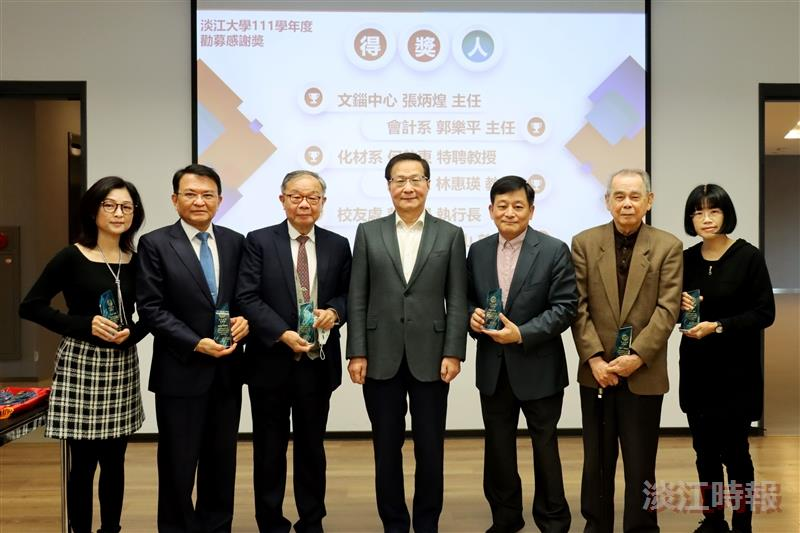 淡江大學111學年度
勸募感謝獎
得獎人
文錙中心 張炳煌 主任
會計系 郭樂平 主任
化材系 特聘教授
林惠瑛
校友處 執行長
淡江時報